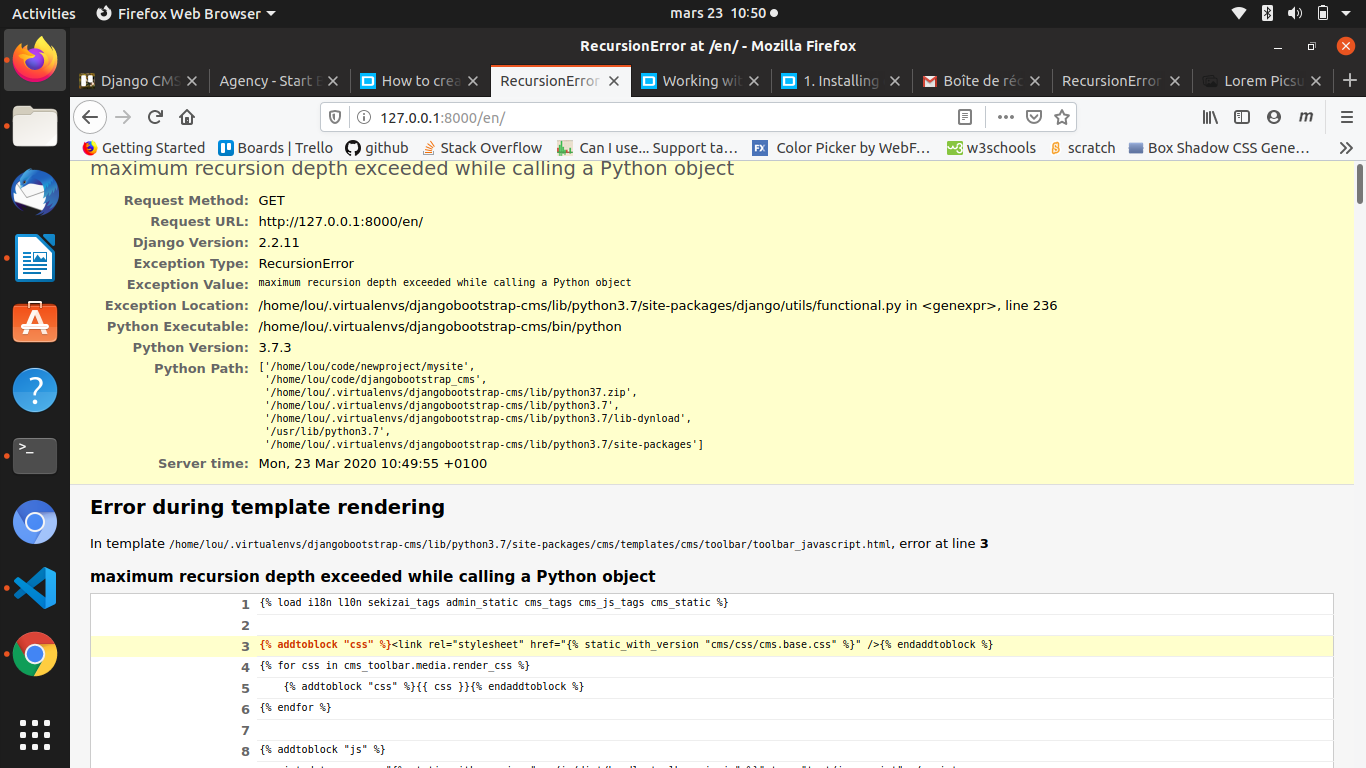 Activities Firefox Web Browser mars 23 10:50
RecursionError at /en/ - Mozilla Firefox
Django CMS Agency - Start B How to crea RecursionError Working wit 1. Installing Boîte de réc RecursionError Lorem Picsu
127.0.0.1:8000/en/
Getting Started Boards | Trello github Stack Overflow Can I use... Support ta… FX Color Picker by WebF… w3schools scratch Box Shadow CSS Gene…
maximum recursion depth exceeded while calling a Python object
Request Method: GET
Request URL: http://127.0.0.1:8000/en/
Django Version: 2.2.11
Exception Type: RecursionError
Exception Value: maximum recursion depth exceeded while calling a Python object
Exception Location: /home/lou/.virtualenvs/djangobootstrap-cms/lib/python3.7/site-packages/django/utils/functional.py in <genexpr>, line 236
Python Executable: /home/lou/.virtualenvs/djangobootstrap-cms/bin/python
Python Version: 3.7.3
Python Path: ['/home/lou/code/newproject/mysite',
'/home/lou/code/djangobootstrap_cms',
'/home/lou/.virtualenvs/djangobootstrap-cms/lib/python37.zip',
'/home/lou/.virtualenvs/djangobootstrap-cms/lib/python3.7',
'/home/lou/.virtualenvs/djangobootstrap-cms/lib/python3.7/lib-dynload',
'/usr/lib/python3.7',
'/home/lou/.virtualenvs/djangobootstrap-cms/lib/python3.7/site-packages']
Server time: Mon, 23 Mar 2020 10:49:55 +0100
Error during template rendering
In template /home/lou/.virtualenvs/djangobootstrap-cms/lib/python3.7/site-packages/cms/templates/cms/toolbar/toolbar_javascript.html, error at line 3
maximum recursion depth exceeded while calling a Python object
1 {% load i18n l10n sekizai_tags admin_static cms_tags cms_js_tags cms_static %}
2
3 {% addtoblock "css" %}<link rel="stylesheet" href="{% static_with_version "cms/css/cms.base.css" %}" />{% endaddtoblock %}
4 {% for css in cms_toolbar.media.render_css %}
5 {% addtoblock "css" %}{{ css }}{% endaddtoblock %}
6 {% endfor %}
7
8 {% addtoblock "js" %}